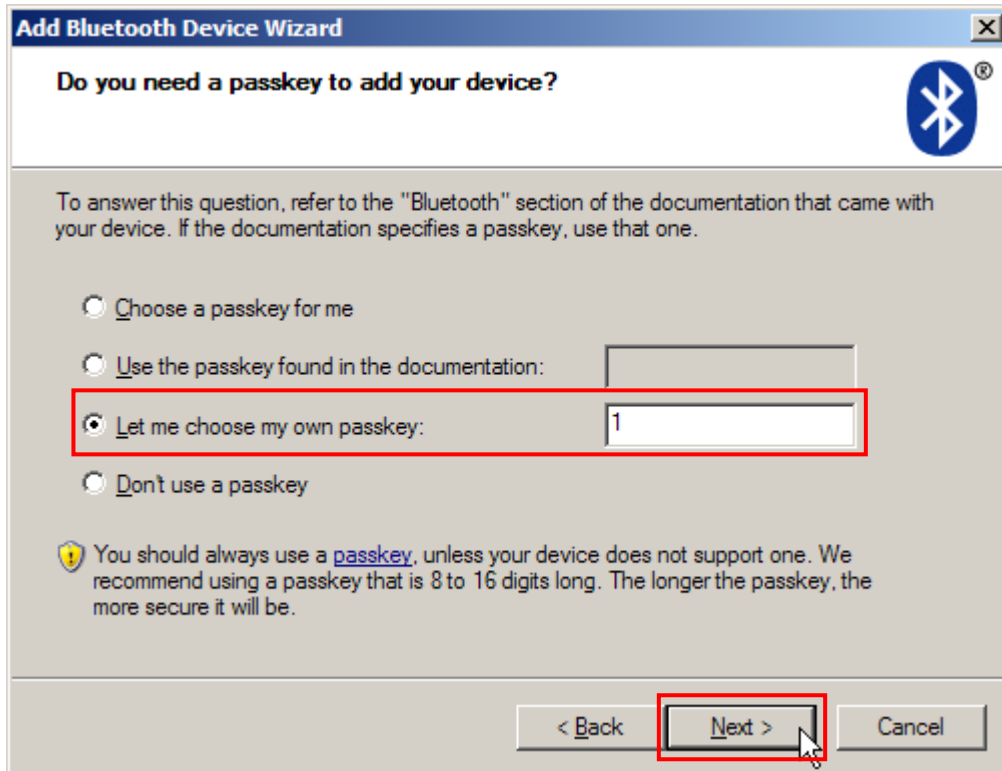 Add Bluetooth Device Wizard
Do you need a passkey to add your device?
®
To answer this question, refer to the "Bluetooth" section of the documentation that came with
your device. If the documentation specifies a passkey, use that one.
Choose a passkey for me
Use the passkey found in the documentation:
Let me choose my own passkey: 1
Don't use a passkey
You should always use a passkey, unless your device does not support one. We
recommend using a passkey that is 8 to 16 digits long. The longer the passkey, the
more secure it will be.
< Back Next > Cancel